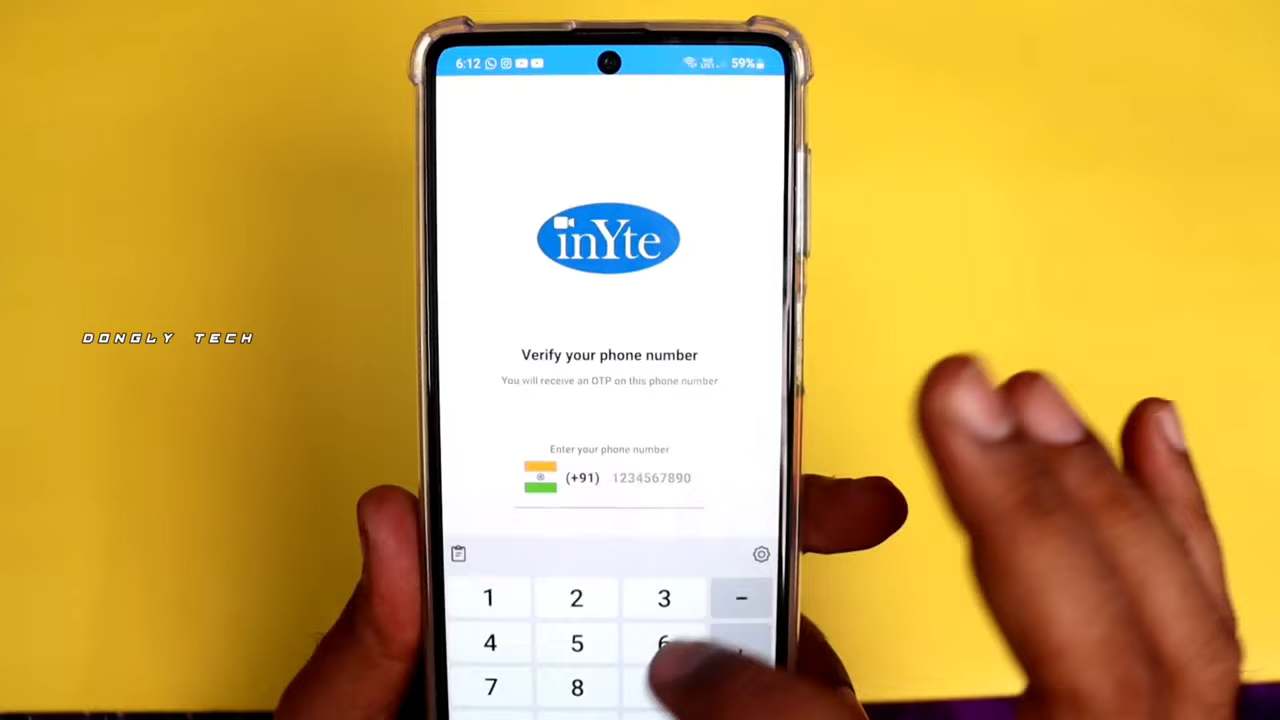 6:12 59%
inYte
DONGLY TECH
Verify your phone number
You will receive an OTP on this phone number
Enter your phone number
(+91) 1234567890
1 2 3 -
4 5 6
7 8